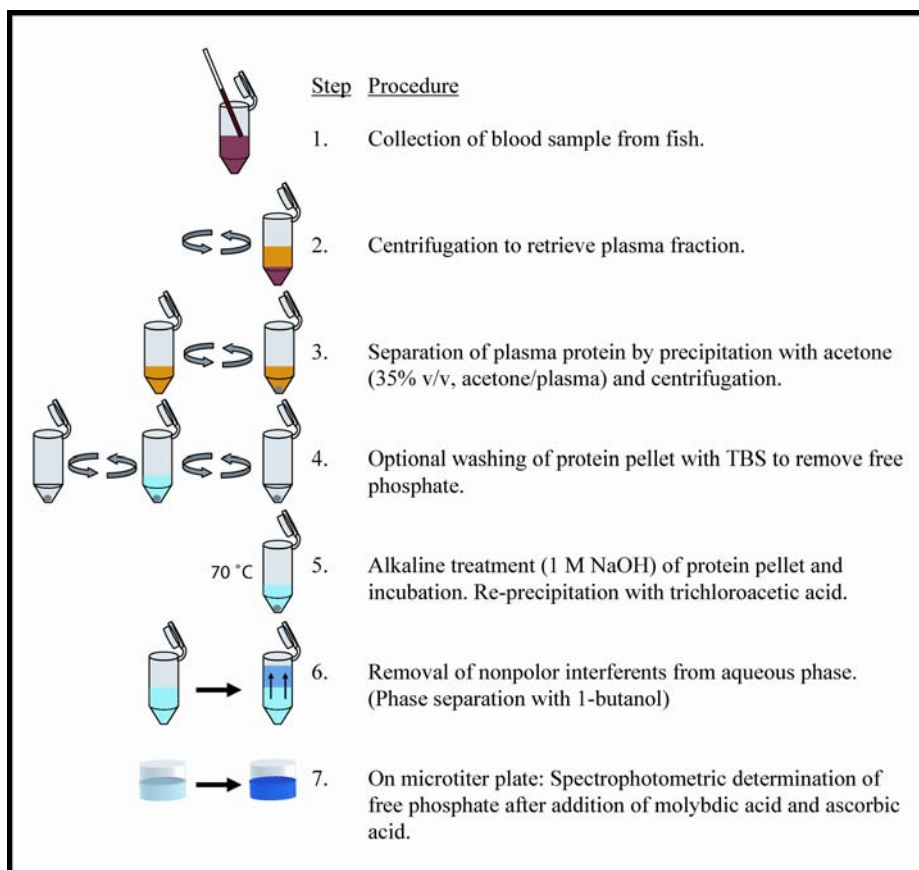 Step Procedure
1. Collection of blood sample from fish.
2. Centrifugation to retrieve plasma fraction.
3. Separation of plasma protein by precipitation with acetone
(35% v/v, acetone/plasma) and centrifugation.
4. Optional washing of protein pellet with TBS to remove free
phosphate.
70 ˚C
5. Alkaline treatment (1 M NaOH) of protein pellet and
incubation. Re-precipitation with trichloroacetic acid.
6. Removal of nonpolor interferents from aqueous phase.
(Phase separation with 1-butanol)
7. On microtiter plate: Spectrophotometric determination of
free phosphate after addition of molybdic acid and ascorbic
acid.